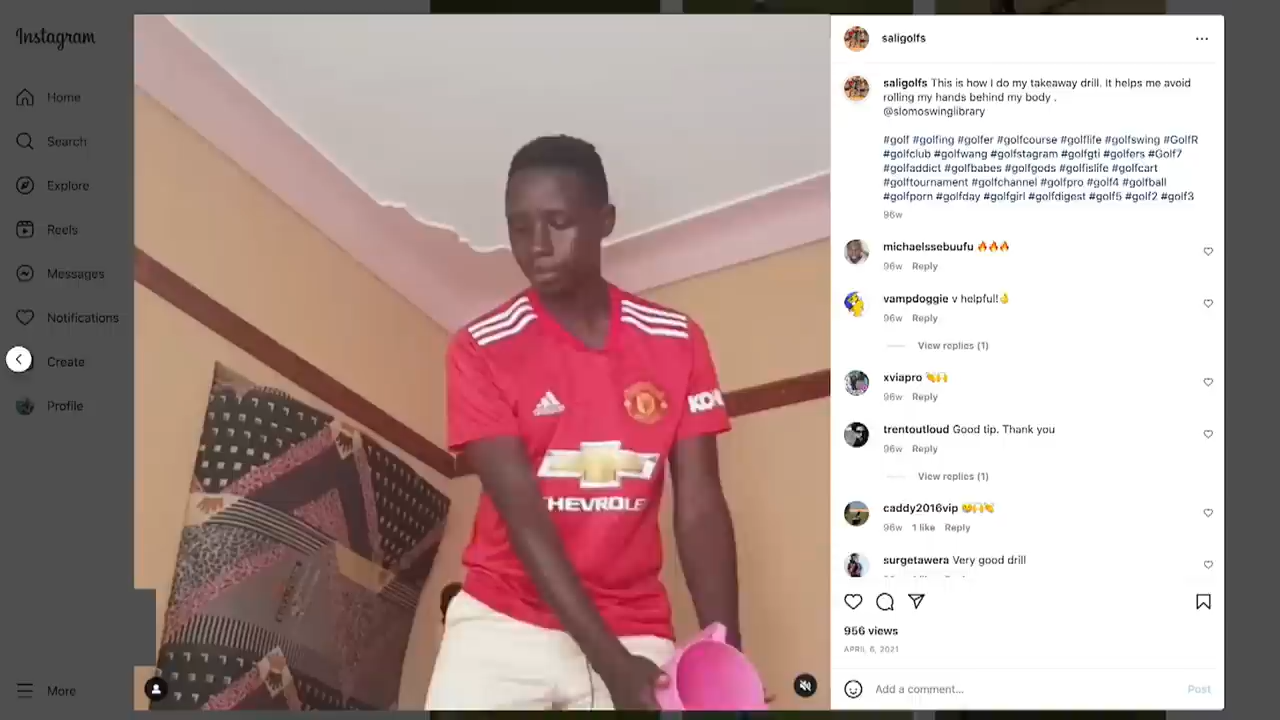 Instagram
Home
Search
Explore
Reels
Messages
Notifications
Create
Profile
More
CHEVROLE
saligolfs
saligolfs This is how I do my takeaway drill. It helps me avoid
rolling my hands behind my body .
@slomoswinglibrary
#golf #golfing #golfer #golfcourse #golflife #golfswing #GolfR
#golfclub #golfwang #golfstagram #golfgti #golfers #Golf7
#golfaddict #golfbabes #golfgods #golfislife #golfcart
#golftournament #golfchannel #golfpro #golf4 #golfball
#golfporn #golfday #golfgirl #golfdigest #golf5 #golf2 #golf3
96w
michaelssebuufu 🔥🔥🔥
96w Reply
vampdoggie v helpful!👌
96w Reply
View replies (1)
xviapro 👏🙌
96w Reply
trentoutloud Good tip. Thank you
96w Reply
View replies (1)
caddy2016vip
96w 1 like Reply
surgetawera Very good drill
956 views
APRIL 6, 2021
Add a comment...
Post